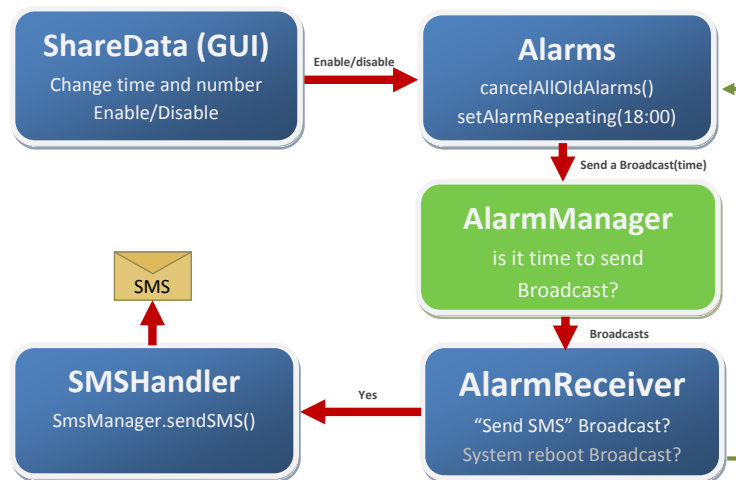 ShareData (GUI)
Change time and number
Enable/Disable
Enable/disable
Alarms
cancelAllOldAlarms()
setAlarmRepeating(18:00)
Send a Broadcast(time)
AlarmManager
is it time to send
Broadcast?
Broadcasts
SMS
SMSHandler
SmsManager.sendSMS()
Yes
AlarmReceiver
“Send SMS” Broadcast?
System reboot Broadcast?